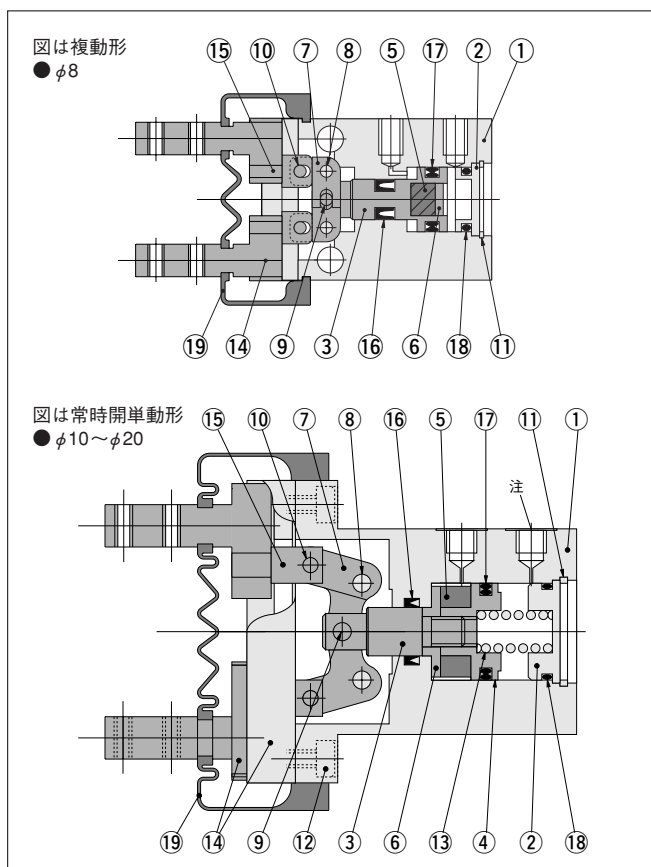 図は複動形
● φ8
⑮ ⑩ ⑦ ⑧ ⑤ ⑰ ② ①
⑲ ⑭ ⑨ ③ ⑯ ⑥ ⑱ ⑪
図は常時開単動形
● φ10～φ20
⑮ ⑩ ⑦ ⑧ ⑯ ⑤ ⑰ ⑪ ①
注
⑲ ⑭ ⑨ ⑫ ③ ⑥ ⑬ ④ ② ⑱